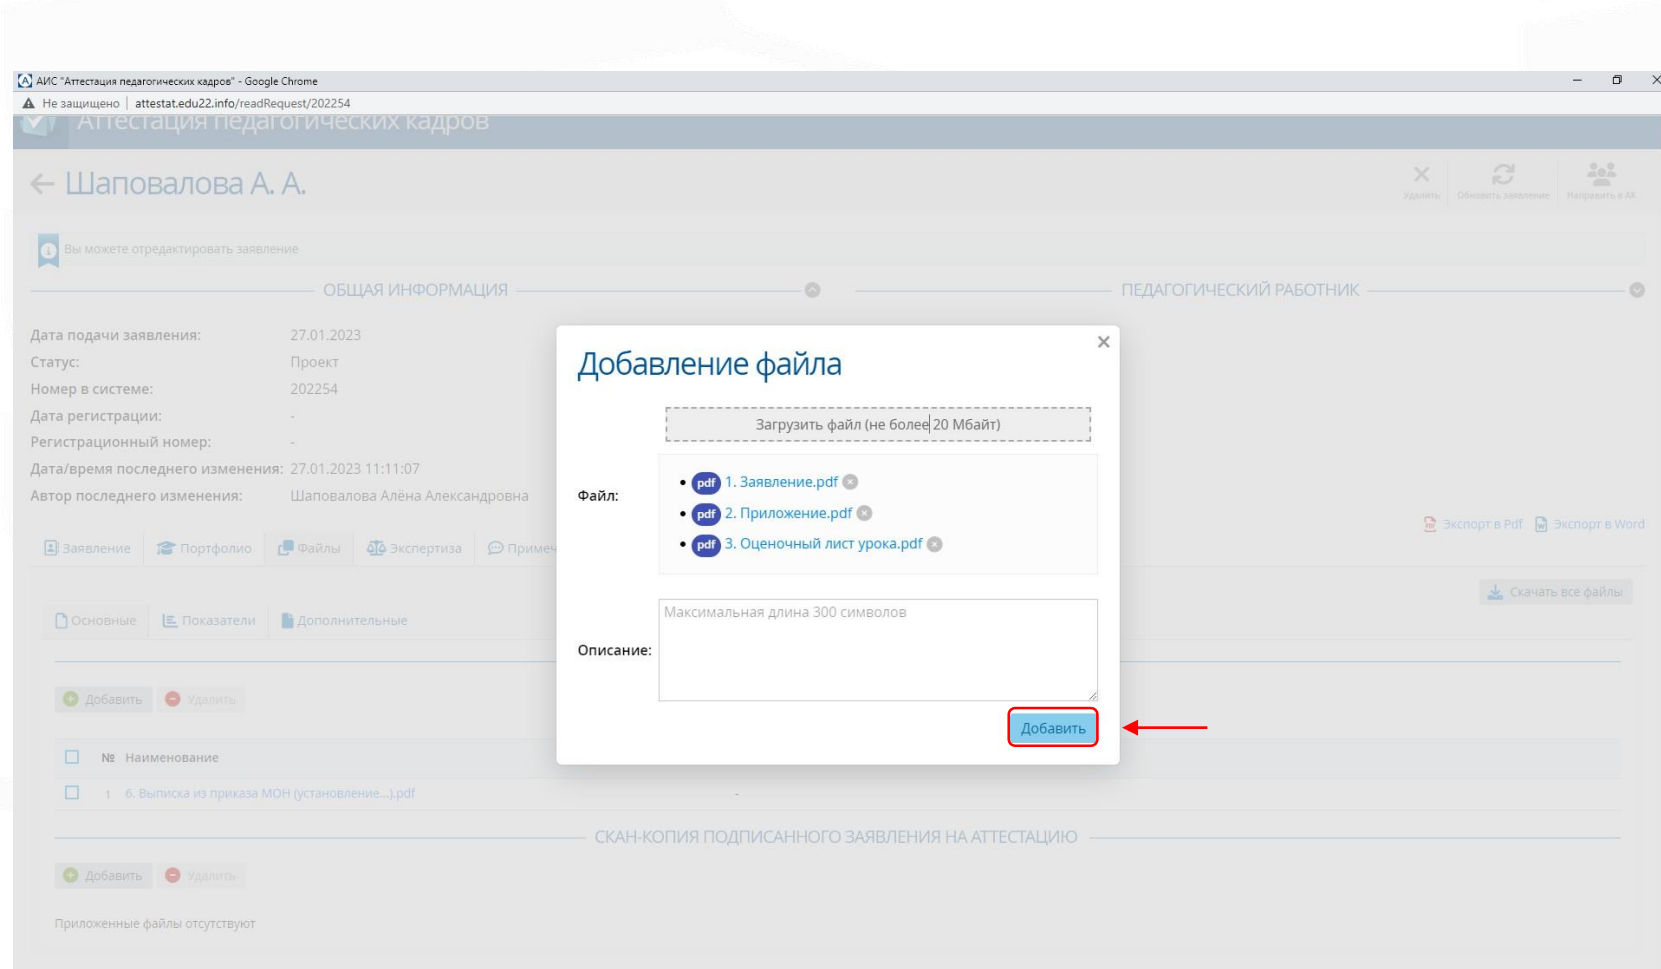 АИС "Аттестация педагогических кадров" - Google Chrome
Не защищено | attestat.edu22.info/readRequest/202254
Аттестация педагогических кадров
← Шаповалова А. А.
Удалить
Обновить заявление
Направить в АК
Вы можете отредактировать заявление
ОБЩАЯ ИНФОРМАЦИЯ
ПЕДАГОГИЧЕСКИЙ РАБОТНИК
Дата подачи заявления: 27.01.2023
Статус: Проект
Номер в системе: 202254
Дата регистрации: -
Регистрационный номер: -
Дата/время последнего изменения: 27.01.2023 11:11:07
Автор последнего изменения: Шаповалова Алёна Александровна
Экспорт в Pdf Экспорт в Word
Заявление Портфолио Файлы Экспертиза Примеч
Скачать все файлы
Основные Показатели Дополнительные
Добавить Удалить
№ Наименование
1 6. Выписка из приказа МОН (установление...).pdf -
СКАН-КОПИЯ ПОДПИСАННОГО ЗАЯВЛЕНИЯ НА АТТЕСТАЦИЮ
Добавить Удалить
Приложенные файлы отсутствуют
Добавление файла
Загрузить файл (не более 20 Мбайт)
Файл:
pdf 1. Заявление.pdf
pdf 2. Приложение.pdf
pdf 3. Оценочный лист урока.pdf
Описание:
Максимальная длина 300 символов
Добавить